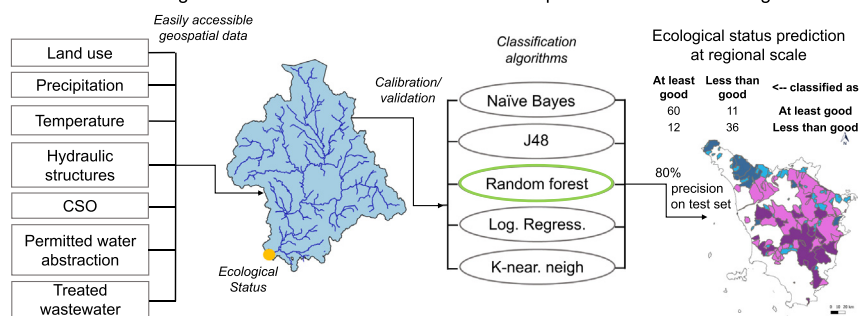 Easily accessible
geospatial data
Land use
Precipitation
Temperature
Hydraulic
structures
CSO
Permitted water
abstraction
Treated
wastewater
Ecological
Status
Calibration/
validation
Classification
algorithms
Naïve Bayes
J48
Random forest
Log. Regress.
K-near. neigh
Ecological status prediction
at regional scale
At least good Less than good <-- classified as
60 11 At least good
12 36 Less than good
80%
precision
on test set